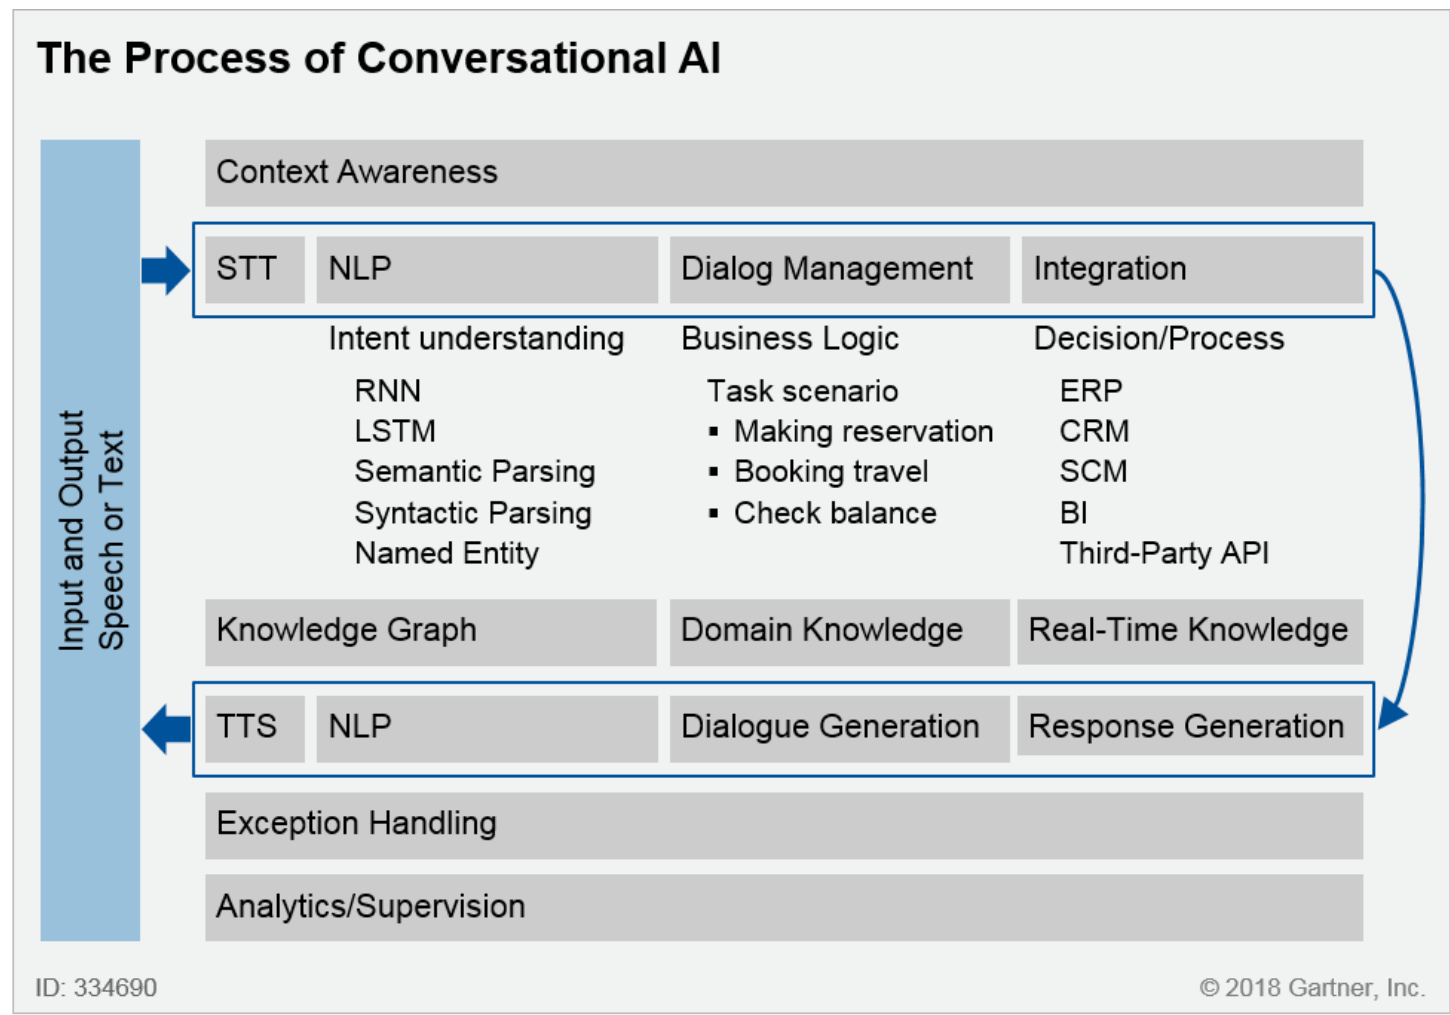 The Process of Conversational AI
Input and Output
Speech or Text
Context Awareness
STT NLP Dialog Management Integration
Intent understanding Business Logic Decision/Process
RNN Task scenario ERP
LSTM ▪ Making reservation CRM
Semantic Parsing ▪ Booking travel SCM
Syntactic Parsing ▪ Check balance BI
Named Entity Third-Party API
Knowledge Graph Domain Knowledge Real-Time Knowledge
TTS NLP Dialogue Generation Response Generation
Exception Handling
Analytics/Supervision
ID: 334690 © 2018 Gartner, Inc.